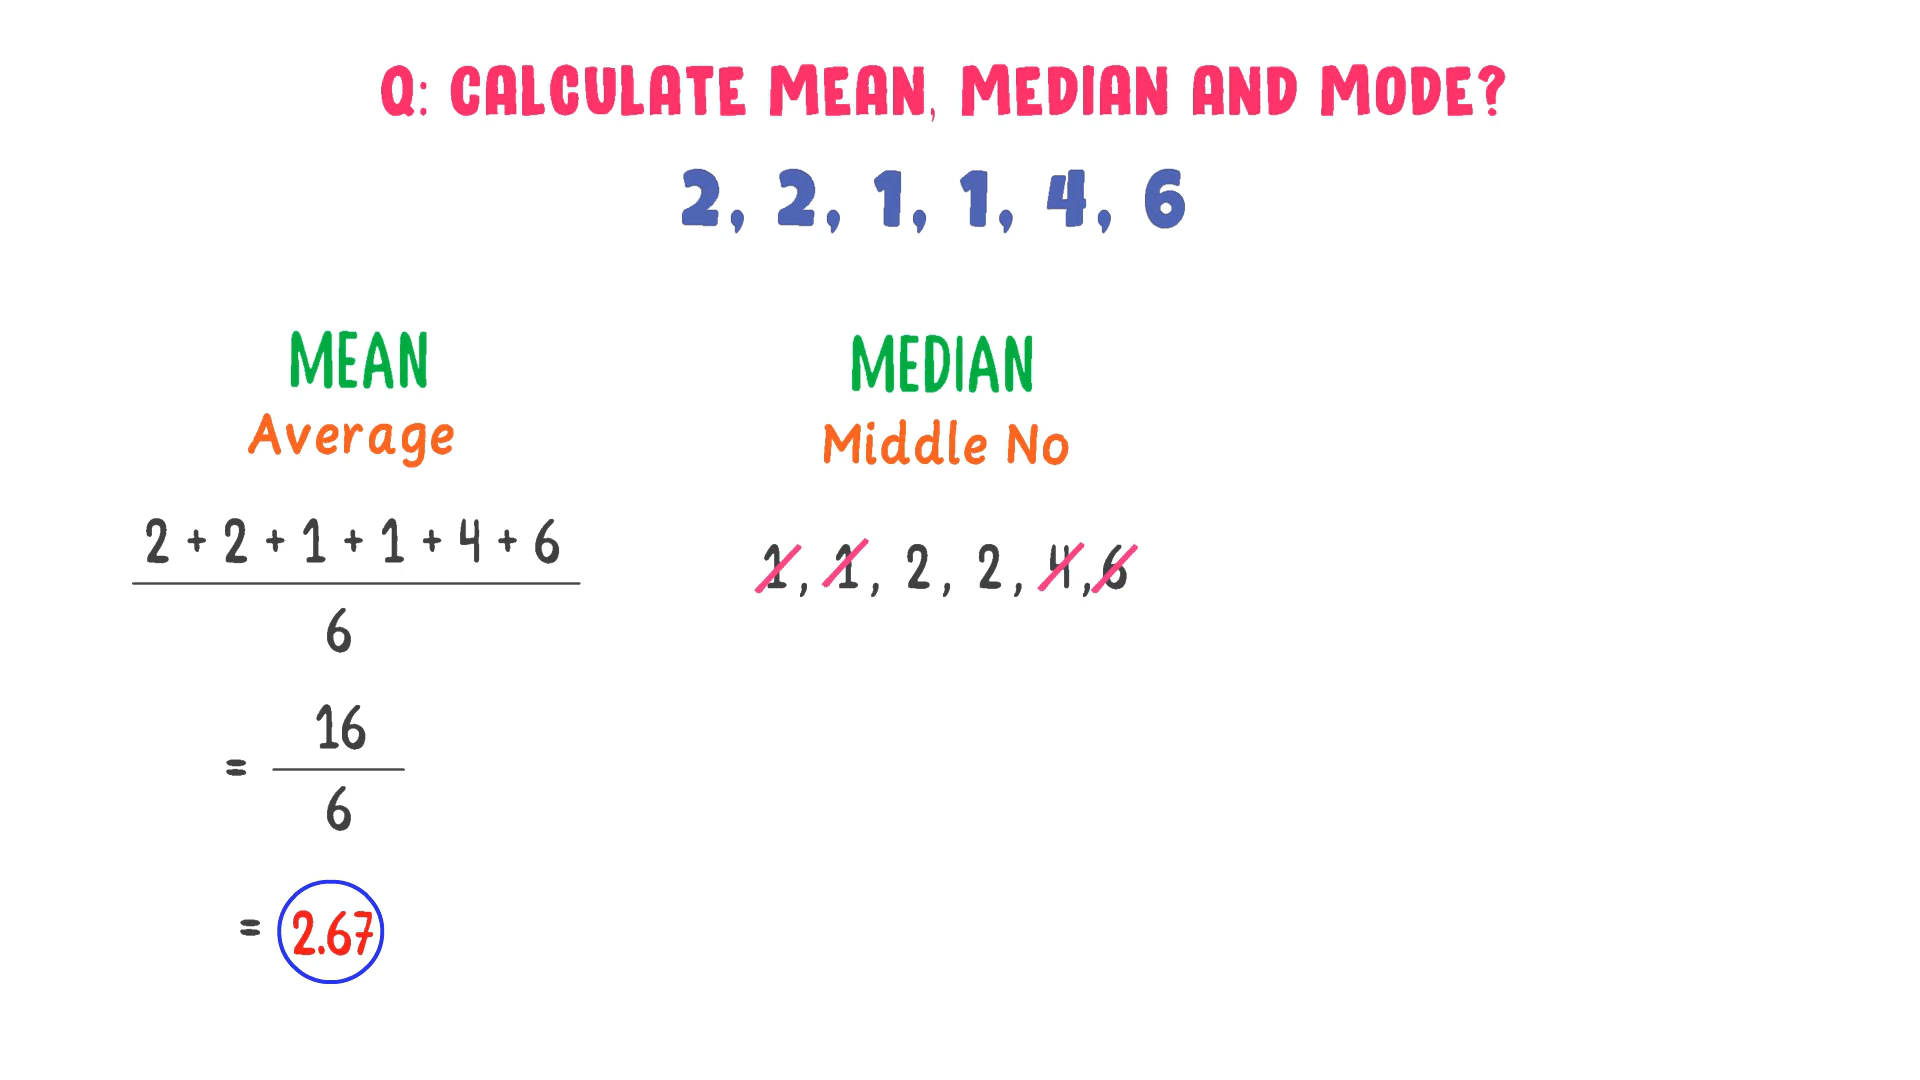 Q: CALCULATE MEAN, MEDIAN AND MODE?
2, 2, 1, 1, 4, 6
MEAN
Average
2 + 2 + 1 + 1 + 4 + 6
6
= 16
6
= 2.67
MEDIAN
Middle No
1, 1, 2, 2, 4, 6